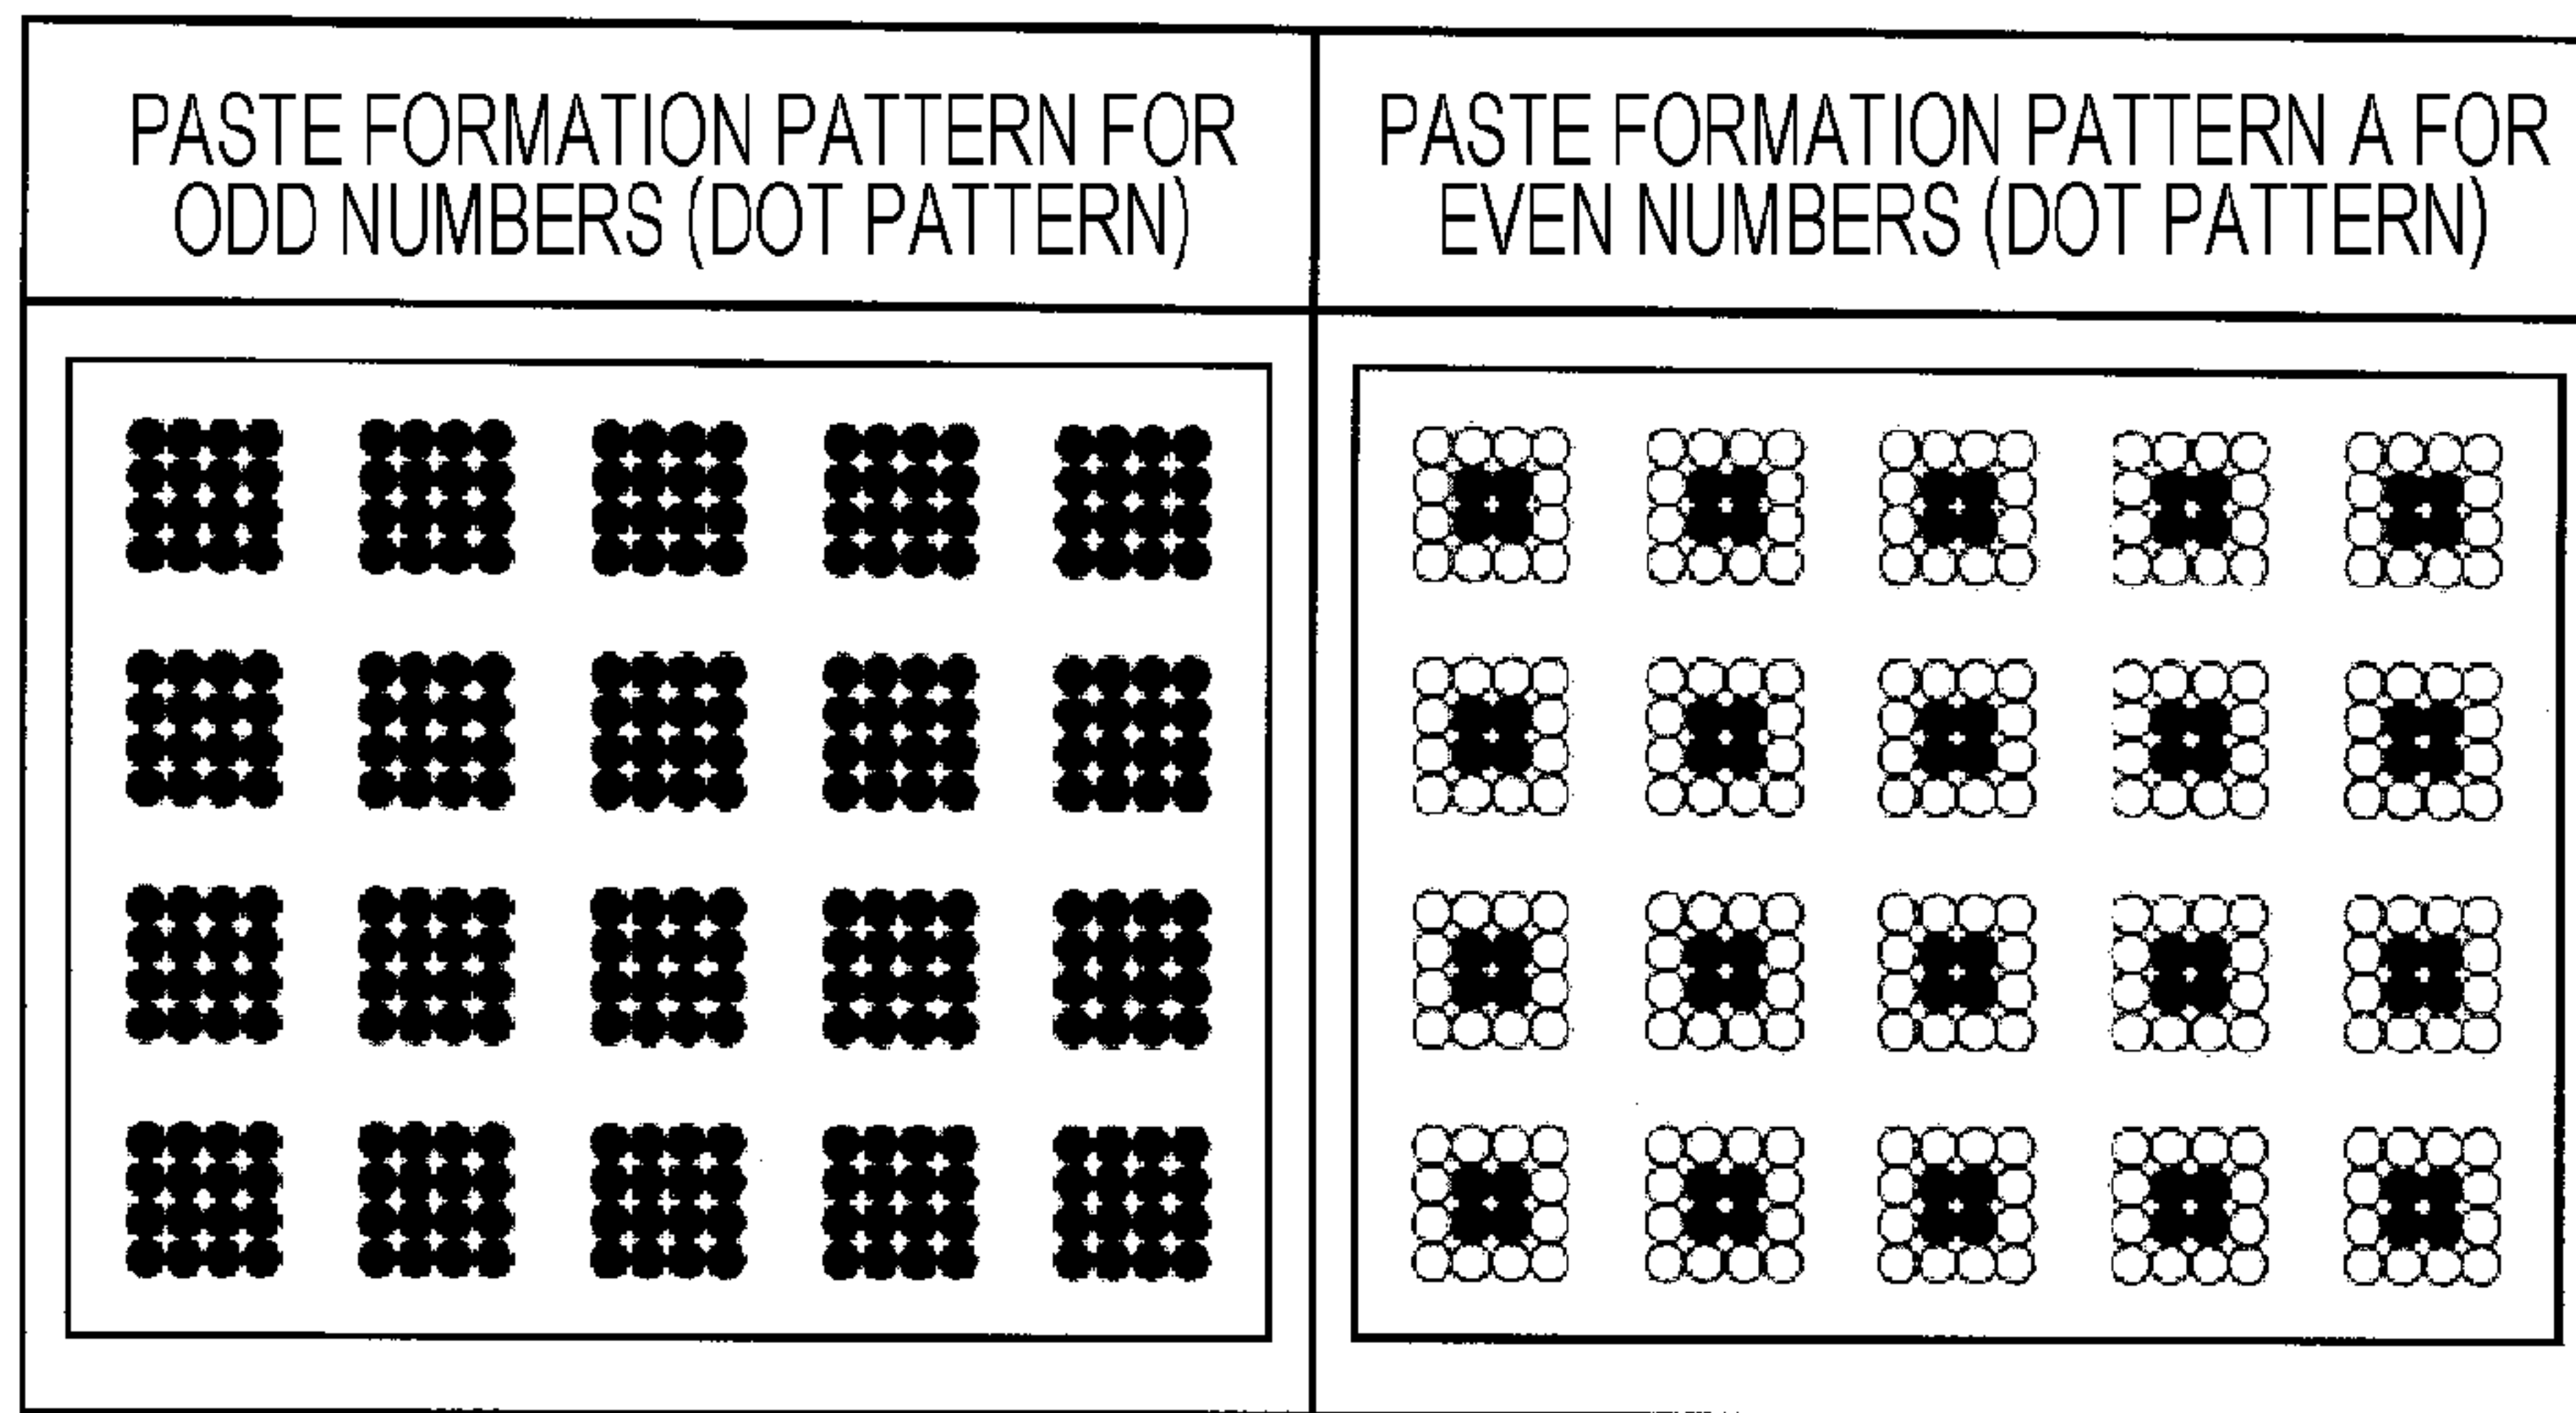 PASTE FORMATION PATTERN FOR
ODD NUMBERS (DOT PATTERN)
PASTE FORMATION PATTERN A FOR
EVEN NUMBERS (DOT PATTERN)